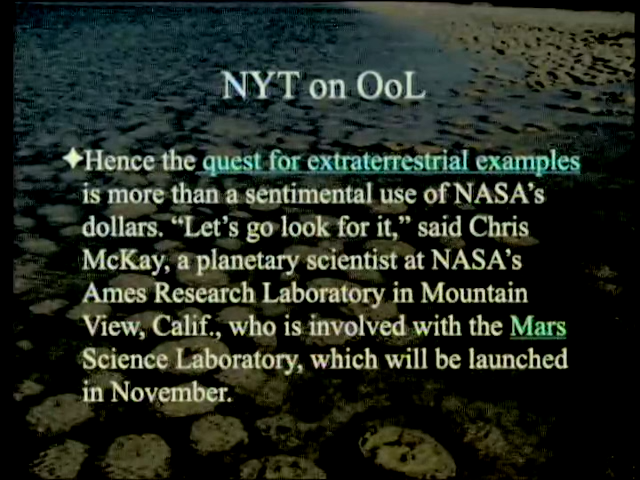 NYT on OoL
✦Hence the quest for extraterrestrial examples
is more than a sentimental use of NASA's
dollars. “Let's go look for it,” said Chris
McKay, a planetary scientist at NASA's
Ames Research Laboratory in Mountain
View, Calif., who is involved with the Mars
Science Laboratory, which will be launched
in November.